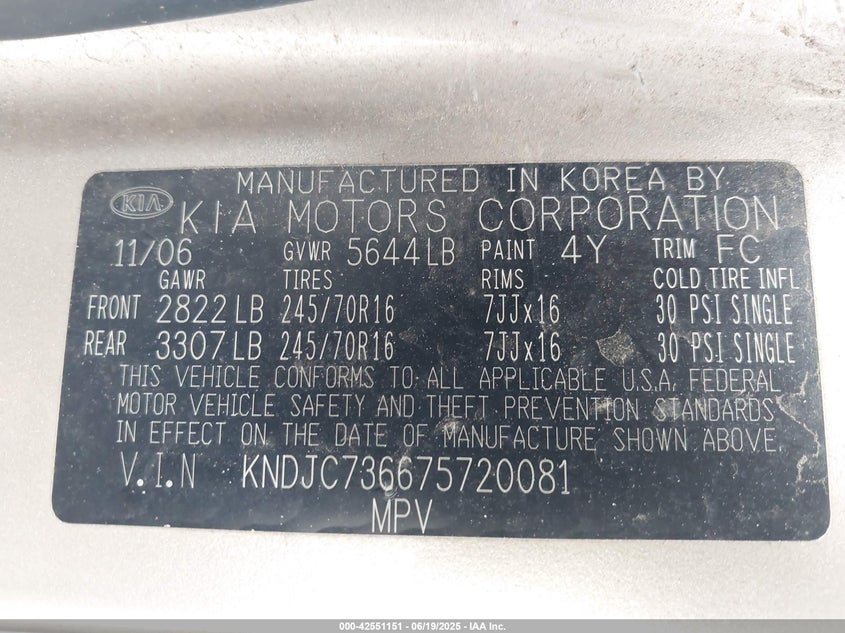 MANUFACTURED IN KOREA BY
KIA KIA MOTORS CORPORATION
11/06 GVWR 5644LB PAINT 4Y TRIM FC
GAWR TIRES RIMS COLD TIRE INFL
FRONT 2822LB 245/70R16 7JJx16 30 PSI SINGLE
REAR 3307LB 245/70R16 7JJx16 30 PSI SINGLE
THIS VEHICLE CONFORMS TO ALL APPLICABLE U.S.A. FEDERAL
MOTOR VEHICLE SAFETY AND THEFT PREVENTION STANDARDS
IN EFFECT ON THE DATE OF MANUFACTURE SHOWN ABOVE.
V.I.N KNDJC736675720081
MPV
000-42551151 - 06/19/2025 - IAA Inc.